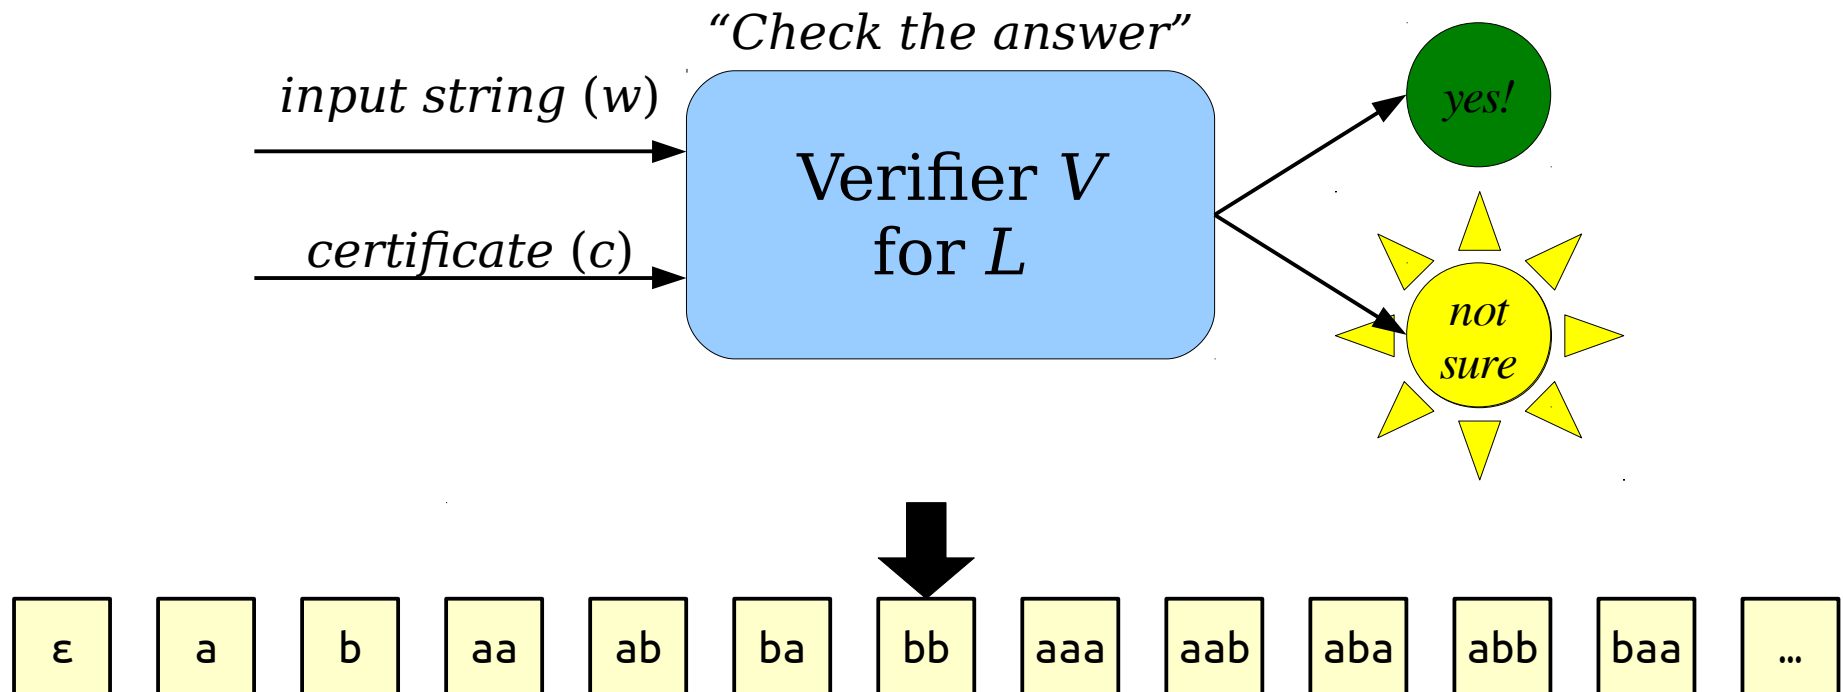 “Check the answer”
input string (w)
certificate (c)
Verifier V
for L
yes!
not
sure
ε a b aa ab ba bb aaa aab aba abb baa …